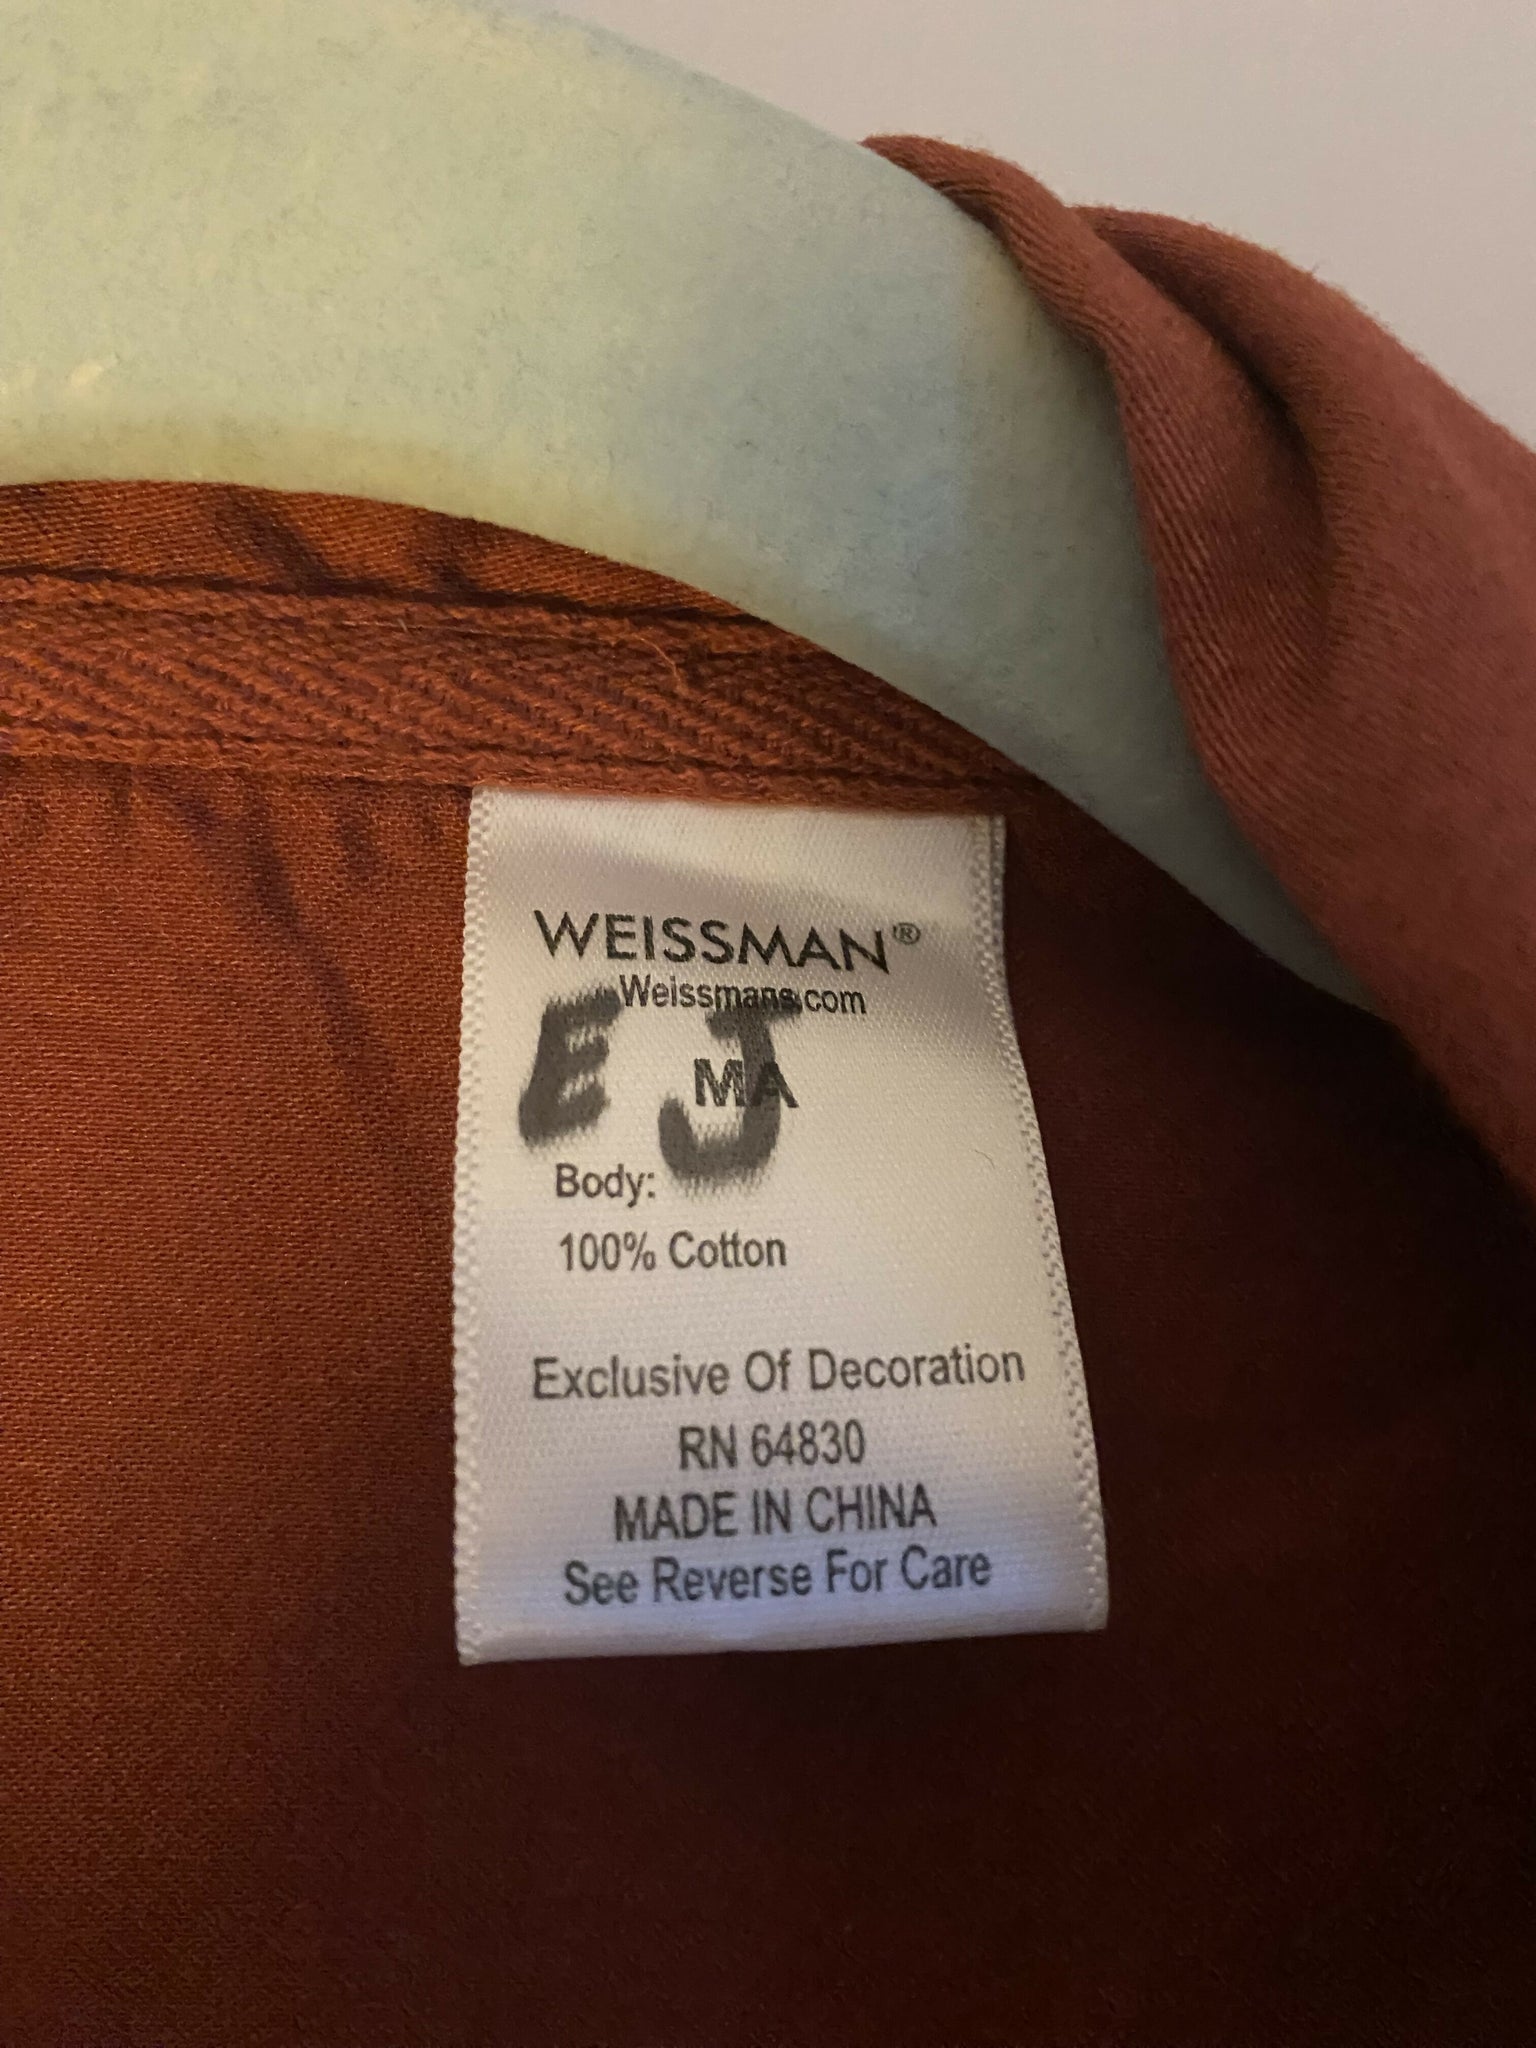 WEISSMAN®
Weissmans.com
E J
MA
Body:
100% Cotton
Exclusive Of Decoration
RN 64830
MADE IN CHINA
See Reverse For Care